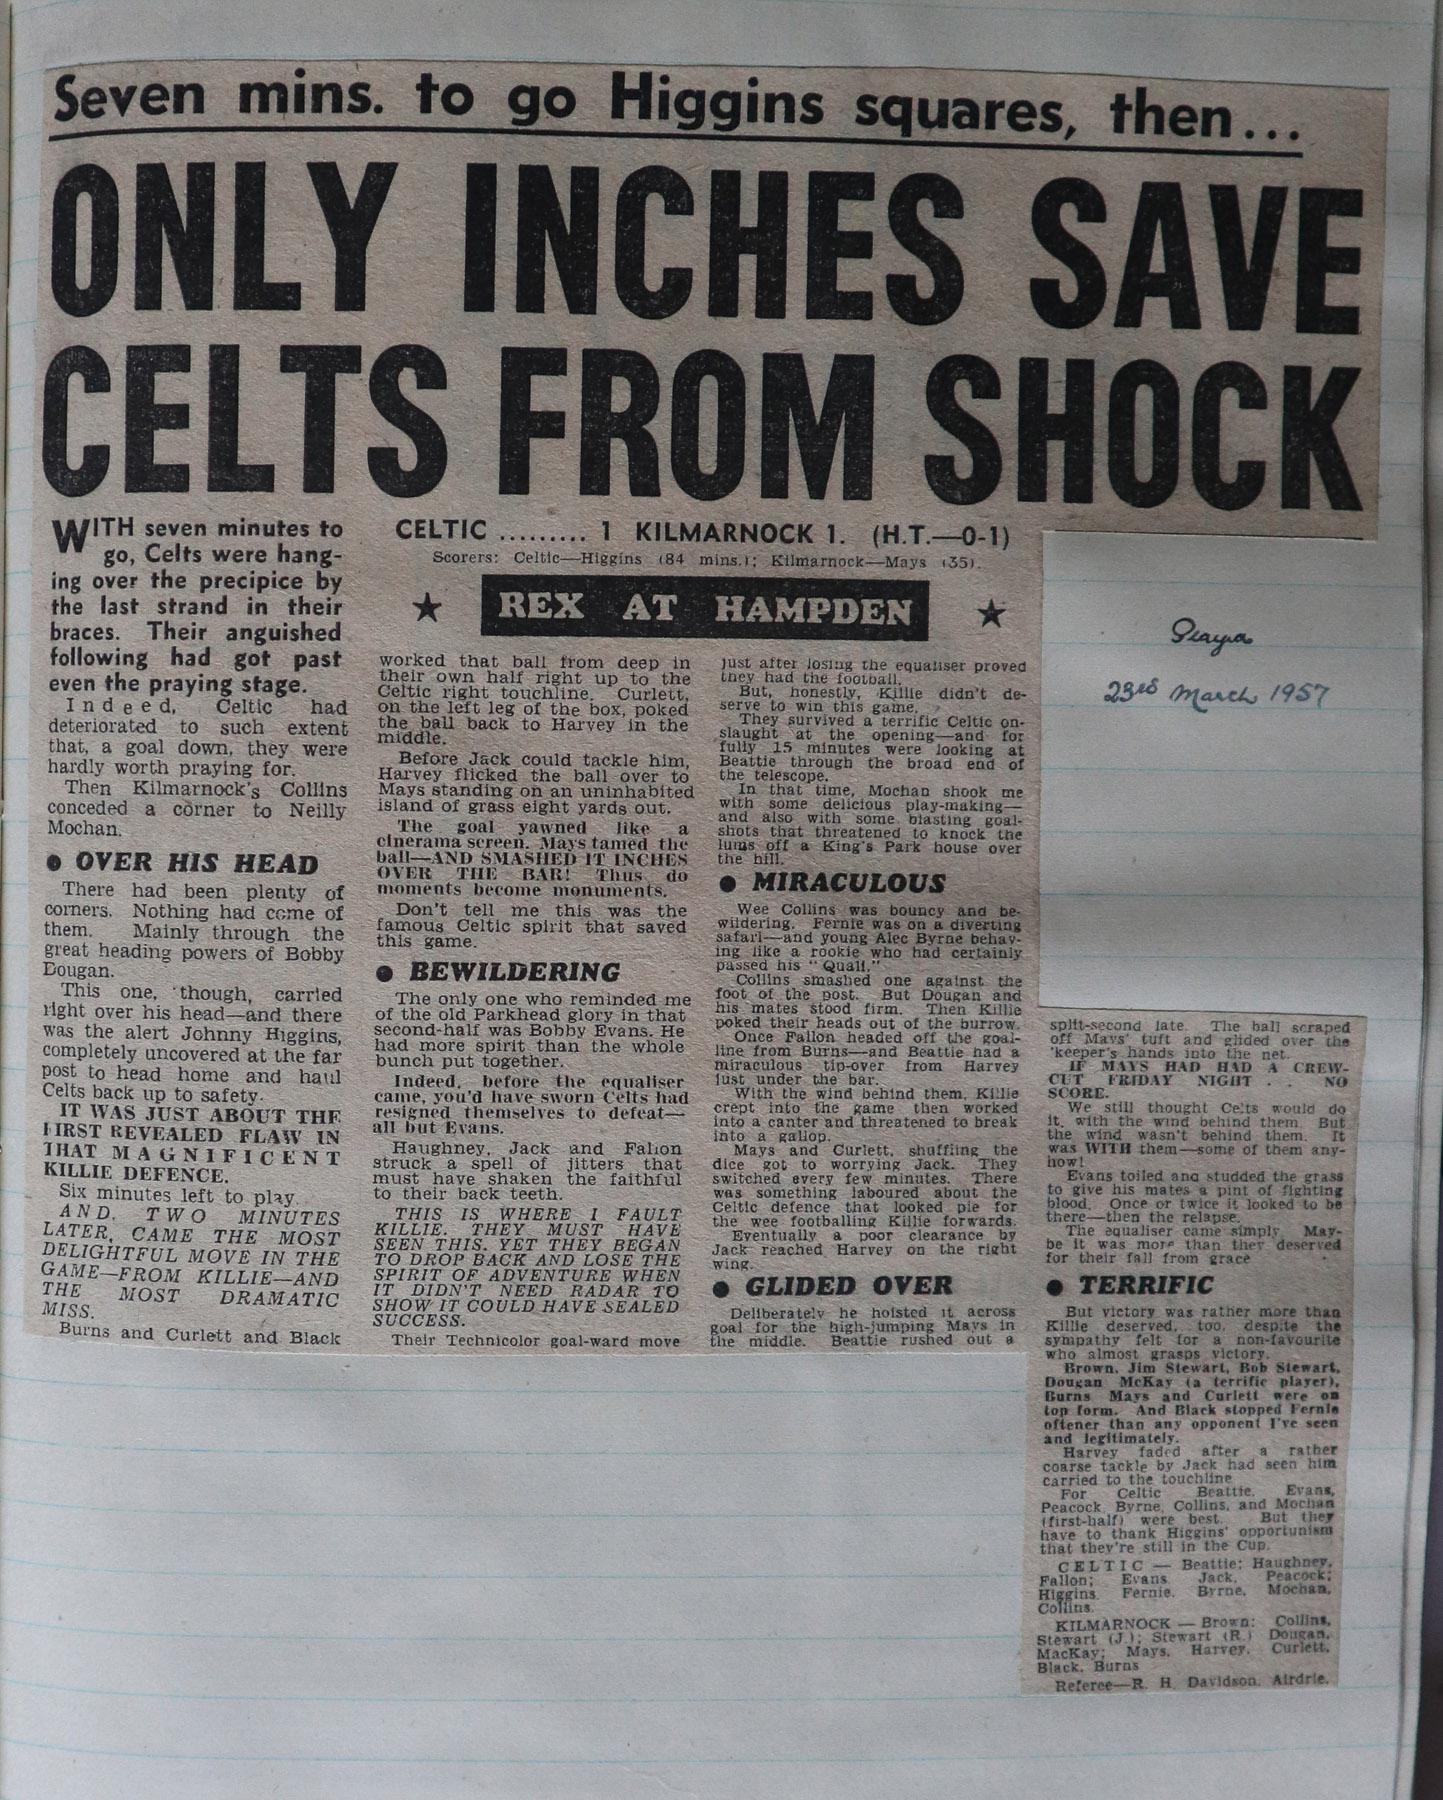 Seven mins. to go Higgins squares, then...
ONLY INCHES SAVE
CELTS FROM SHOCK
WITH seven minutes to
go, Celts were hang-
ing over the precipice by
the last strand in their
braces. Their anguished
following had got past
even the praying stage.
Indeed, Celtic had
deteriorated to such extent
that, a goal down, they were
hardly worth praying for.
Then Kilmarnock's Collins
conceded a corner to Neilly
Mochan.
● OVER HIS HEAD
There had been plenty of
corners. Nothing had come of
them. Mainly through the
great heading powers of Bobby
Dougan.
This one, though, carried
right over his head—and there
was the alert Johnny Higgins,
completely uncovered at the far
post to head home and haul
Celts back up to safety.
IT WAS JUST ABOUT THE
FIRST REVEALED FLAW IN
THAT MAGNIFICENT
KILLIE DEFENCE.
Six minutes left to play.
AND, TWO MINUTES
LATER, CAME THE MOST
DELIGHTFUL MOVE IN THE
GAME—FROM KILLIE—AND
THE MOST DRAMATIC
MISS.
Burns and Curlett and Black
CELTIC ......... 1 KILMARNOCK 1. (H.T.—0-1)
Scorers: Celtic—Higgins (84 mins.); Kilmarnock—Mays (35).
★ REX AT HAMPDEN ★
worked that ball from deep in
their own half right up to the
Celtic right touchline. Curlett,
on the left leg of the box, poked
the ball back to Harvey in the
middle.
Before Jack could tackle him,
Harvey flicked the ball over to
Mays standing on an uninhabited
island of grass eight yards out.
The goal yawned like a
cinerama screen. Mays tamed the
ball—AND SMASHED IT INCHES
OVER THE BAR! Thus do
moments become monuments.
Don't tell me this was the
famous Celtic spirit that saved
this game.
● BEWILDERING
The only one who reminded me
of the old Parkhead glory in that
second-half was Bobby Evans. He
had more spirit than the whole
bunch put together.
Indeed, before the equaliser
came, you'd have sworn Celts had
resigned themselves to defeat—
all but Evans.
Haughney, Jack and Fallon
struck a spell of jitters that
must have shaken the faithful
to their back teeth.
THIS IS WHERE I FAULT
KILLIE. THEY MUST HAVE
SEEN THIS. YET THEY BEGAN
TO DROP BACK AND LOSE THE
SPIRIT OF ADVENTURE WHEN
IT DIDN'T NEED RADAR TO
SHOW IT COULD HAVE SEALED
SUCCESS.
Their Technicolor goal-ward move
just after losing the equaliser proved
they had the football.
But, honestly, Killie didn't de-
serve to win this game.
They survived a terrific Celtic on-
slaught at the opening—and for
fully 15 minutes were looking at
Beattie through the broad end of
the telescope.
In that time, Mochan shook me
with some delicious play-making—
and also with some blasting goal-
shots that threatened to knock the
lums off a King's Park house over
the hill.
● MIRACULOUS
Wee Collins was bouncy and be-
wildering. Fernie was on a diverting
safari—and young Alec Byrne behav-
ing like a rookie who had certainly
passed his "Quali."
Collins smashed one against the
foot of the post. But Dougan and
his mates stood firm. Then Killie
poked their heads out of the burrow.
Once Fallon headed off the goal-
line from Burns—and Beattie had a
miraculous tip-over from Harvey
just under the bar.
With the wind behind them, Killie
crept into the game then worked
into a canter and threatened to break
into a gallop.
Mays and Curlett, shuffling the
dice got to worrying Jack. They
switched every few minutes. There
was something laboured about the
Celtic defence that looked pie for
the wee footballing Killie forwards.
Eventually a poor clearance by
Jack reached Harvey on the right
wing.
● GLIDED OVER
Deliberately he hoisted it across
goal for the high-jumping Mays in
the middle. Beattie rushed out a
23rd March 1957
split-second late. The ball scraped
off Mays' tuft and glided over the
'keeper's hands into the net.
IF MAYS HAD HAD A CREW-
CUT FRIDAY NIGHT . . NO
SCORE.
We still thought Celts would do
it, with the wind behind them. But
the wind wasn't behind them. It
was WITH them—some of them any-
how!
Evans toiled and studded the grass
to give his mates a pint of fighting
blood. Once or twice it looked to be
there—then the relapse.
The equaliser came simply. May-
be it was more than they deserved
for their fall from grace
● TERRIFIC
But victory was rather more than
Killie deserved, too, despite the
sympathy felt for a non-favourite
who almost grasps victory.
Brown, Jim Stewart, Bob Stewart,
Dougan McKay (a terrific player),
Burns Mays and Curlett were on
top form. And Black stopped Fernie
oftener than any opponent I've seen
and legitimately.
Harvey faded after a rather
coarse tackle by Jack had seen him
carried to the touchline
For Celtic Beattie, Evans,
Peacock, Byrne, Collins, and Mochan
(first-half) were best. But they
have to thank Higgins' opportunism
that they're still in the Cup.
CELTIC — Beattie; Haughney,
Fallon; Evans, Jack, Peacock;
Higgins, Fernie, Byrne, Mochan,
Collins.
KILMARNOCK — Brown; Collins,
Stewart (J.); Stewart (R.) Dougan,
MacKay; Mays, Harvey, Curlett,
Black, Burns
Referee—R. H. Davidson, Airdrie.